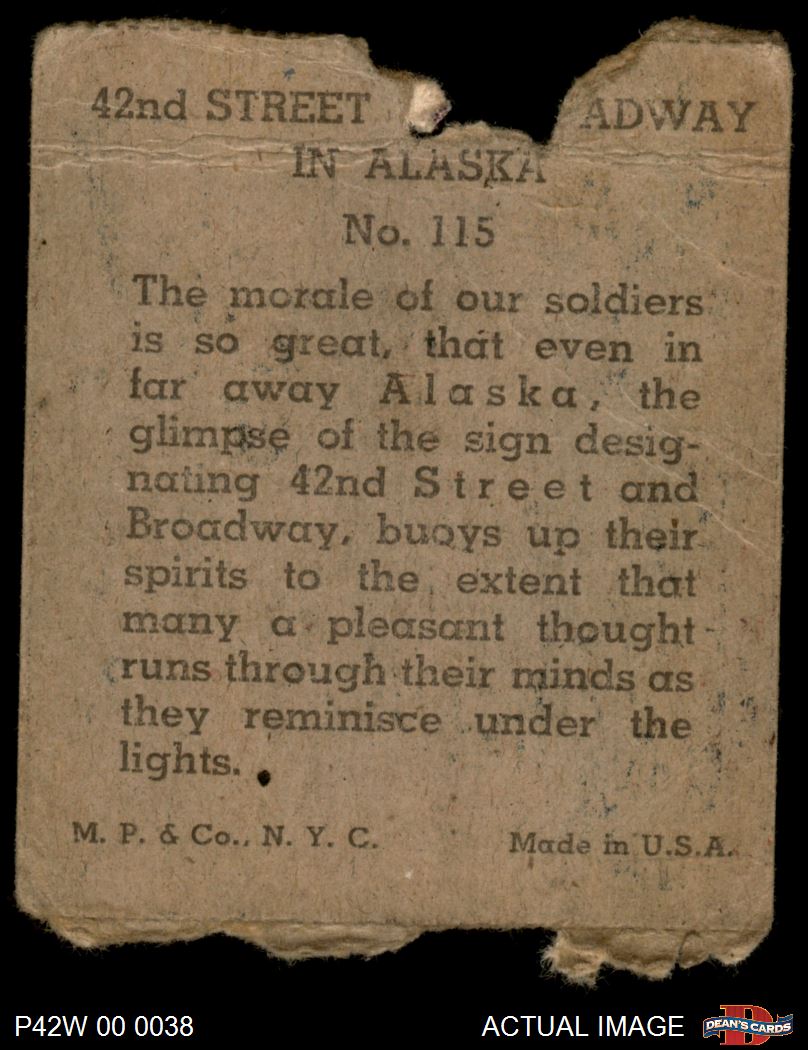 42nd STREET ADWAY
IN ALASKA
No. 115
The morale of our soldiers
is so great, that even in
far away Alaska, the
glimpse of the sign desig-
nating 42nd Street and
Broadway, buoys up their
spirits to the extent that
many a pleasant thought
runs through their minds as
they reminisce under the
lights.
M. P. & Co., N. Y. C. Made in U.S.A.
P42W 00 0038 ACTUAL IMAGE D DEAN'S CARDS